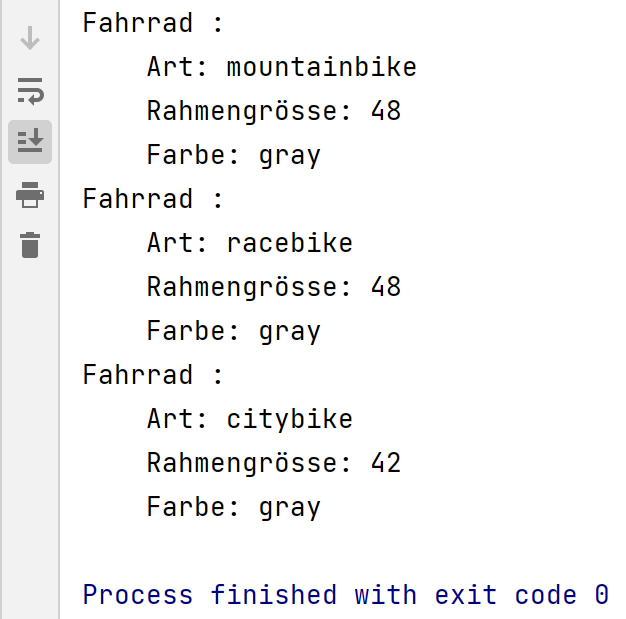 Fahrrad :
    Art: mountainbike
    Rahmengrösse: 48
    Farbe: gray
Fahrrad :
    Art: racebike
    Rahmengrösse: 48
    Farbe: gray
Fahrrad :
    Art: citybike
    Rahmengrösse: 42
    Farbe: gray
Process finished with exit code 0